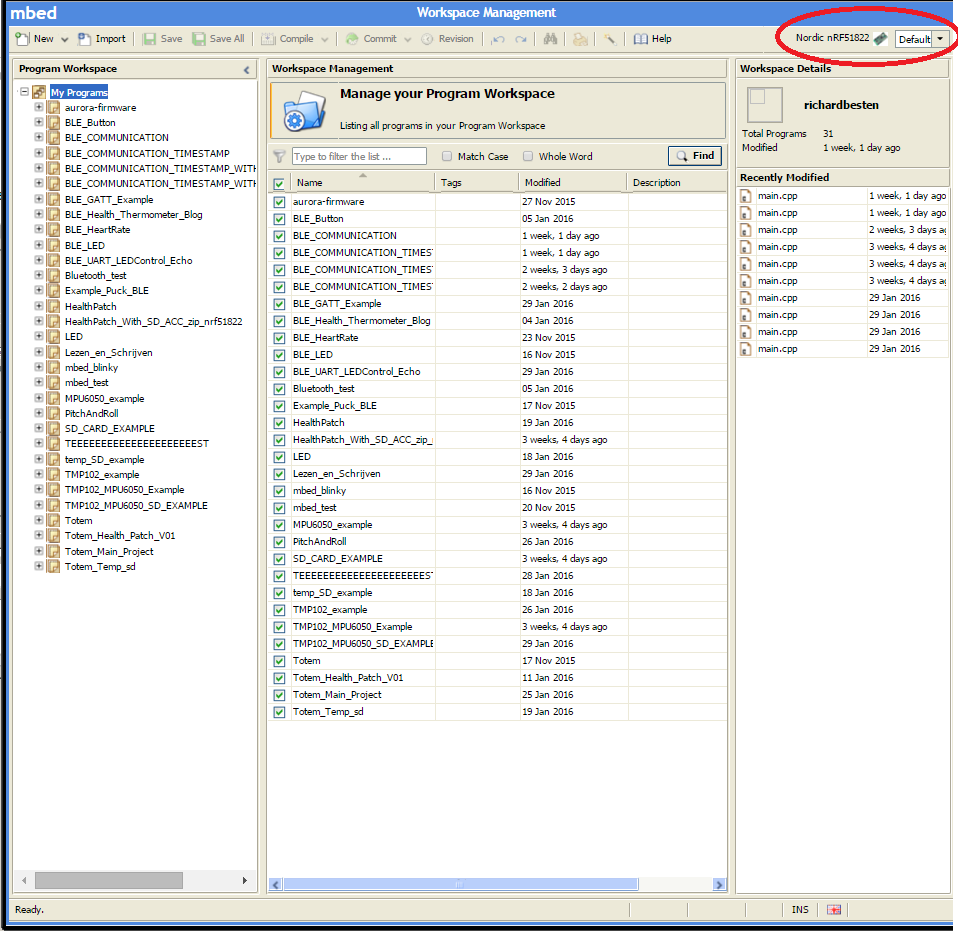 mbed
Workspace Management
New Import Save Save All Compile Commit Revision Help Nordic nRF51822 Default
Program Workspace
My Programs
aurora-firmware
BLE_Button
BLE_COMMUNICATION
BLE_COMMUNICATION_TIMESTAMP
BLE_COMMUNICATION_TIMESTAMP_WITH
BLE_COMMUNICATION_TIMESTAMP_WITH
BLE_GATT_Example
BLE_Health_Thermometer_Blog
BLE_HeartRate
BLE_LED
BLE_UART_LEDControl_Echo
Bluetooth_test
Example_Puck_BLE
HealthPatch
HealthPatch_With_SD_ACC_zip_nrf51822
LED
Lezen_en_Schrijven
mbed_blinky
mbed_test
MPU6050_example
PitchAndRoll
SD_CARD_EXAMPLE
TEEEEEEEEEEEEEEEEEEEEEEST
temp_SD_example
TMP102_example
TMP102_MPU6050_Example
TMP102_MPU6050_SD_EXAMPLE
Totem
Totem_Health_Patch_V01
Totem_Main_Project
Totem_Temp_sd
Workspace Management
Manage your Program Workspace
Listing all programs in your Program Workspace
Type to filter the list ... Match Case Whole Word Find
Name Tags Modified Description
aurora-firmware 27 Nov 2015
BLE_Button 05 Jan 2016
BLE_COMMUNICATION 1 week, 1 day ago
BLE_COMMUNICATION_TIMES 1 week, 1 day ago
BLE_COMMUNICATION_TIMES 2 weeks, 3 days ago
BLE_COMMUNICATION_TIMES 2 weeks, 2 days ago
BLE_GATT_Example 29 Jan 2016
BLE_Health_Thermometer_Blog 04 Jan 2016
BLE_HeartRate 23 Nov 2015
BLE_LED 16 Nov 2015
BLE_UART_LEDControl_Echo 29 Jan 2016
Bluetooth_test 05 Jan 2016
Example_Puck_BLE 17 Nov 2015
HealthPatch 19 Jan 2016
HealthPatch_With_SD_ACC_zip_ 3 weeks, 4 days ago
LED 18 Jan 2016
Lezen_en_Schrijven 29 Jan 2016
mbed_blinky 16 Nov 2015
mbed_test 20 Nov 2015
MPU6050_example 3 weeks, 4 days ago
PitchAndRoll 26 Jan 2016
SD_CARD_EXAMPLE 3 weeks, 4 days ago
TEEEEEEEEEEEEEEEEEEEEEES 28 Jan 2016
temp_SD_example 18 Jan 2016
TMP102_example 26 Jan 2016
TMP102_MPU6050_Example 3 weeks, 4 days ago
TMP102_MPU6050_SD_EXAMPLE 29 Jan 2016
Totem 17 Nov 2015
Totem_Health_Patch_V01 11 Jan 2016
Totem_Main_Project 25 Jan 2016
Totem_Temp_sd 19 Jan 2016
Workspace Details
richardbesten
Total Programs 31
Modified 1 week, 1 day ago
Recently Modified
main.cpp 1 week, 1 day ago
main.cpp 1 week, 1 day ago
main.cpp 2 weeks, 3 days ag
main.cpp 3 weeks, 4 days ag
main.cpp 3 weeks, 4 days ag
main.cpp 3 weeks, 4 days ag
main.cpp 29 Jan 2016
main.cpp 29 Jan 2016
main.cpp 29 Jan 2016
main.cpp 29 Jan 2016
Ready.
INS